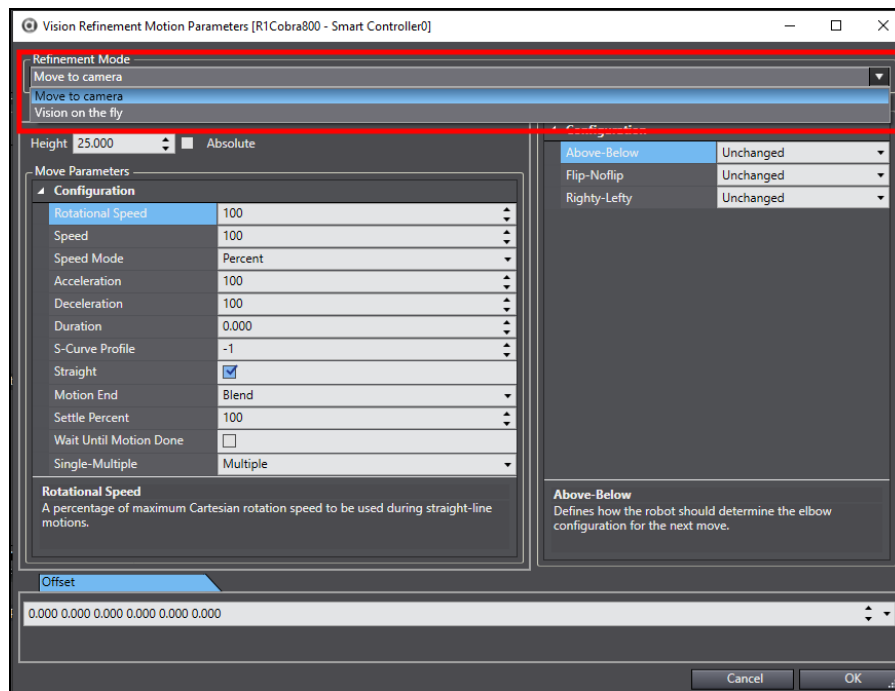 Vision Refinement Motion Parameters [R1Cobra800 - Smart Controller0]
Refinement Mode
Move to camera
Move to camera
Vision on the fly
Height 25.000 Absolute
Move Parameters
Configuration
Rotational Speed 100
Speed 100
Speed Mode Percent
Acceleration 100
Deceleration 100
Duration 0.000
S-Curve Profile -1
Straight
Motion End Blend
Settle Percent 100
Wait Until Motion Done
Single-Multiple Multiple
Rotational Speed
A percentage of maximum Cartesian rotation speed to be used during straight-line
motions.
Configuration
Above-Below Unchanged
Flip-Noflip Unchanged
Righty-Lefty Unchanged
Above-Below
Defines how the robot should determine the elbow
configuration for the next move.
Offset
0.000 0.000 0.000 0.000 0.000 0.000
Cancel OK